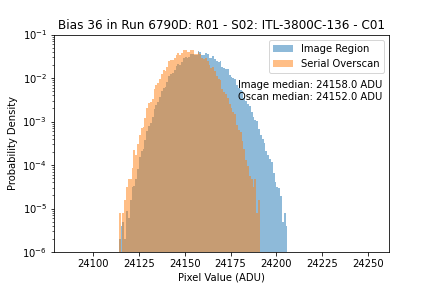 Bias 36 in Run 6790D: R01 - S02: ITL-3800C-136 - C01
Image Region
Serial Overscan
Image median: 24158.0 ADU
Oscan median: 24152.0 ADU
Probability Density
10⁻¹
10⁻²
10⁻³
10⁻⁴
10⁻⁵
10⁻⁶
24100 24125 24150 24175 24200 24225 24250
Pixel Value (ADU)